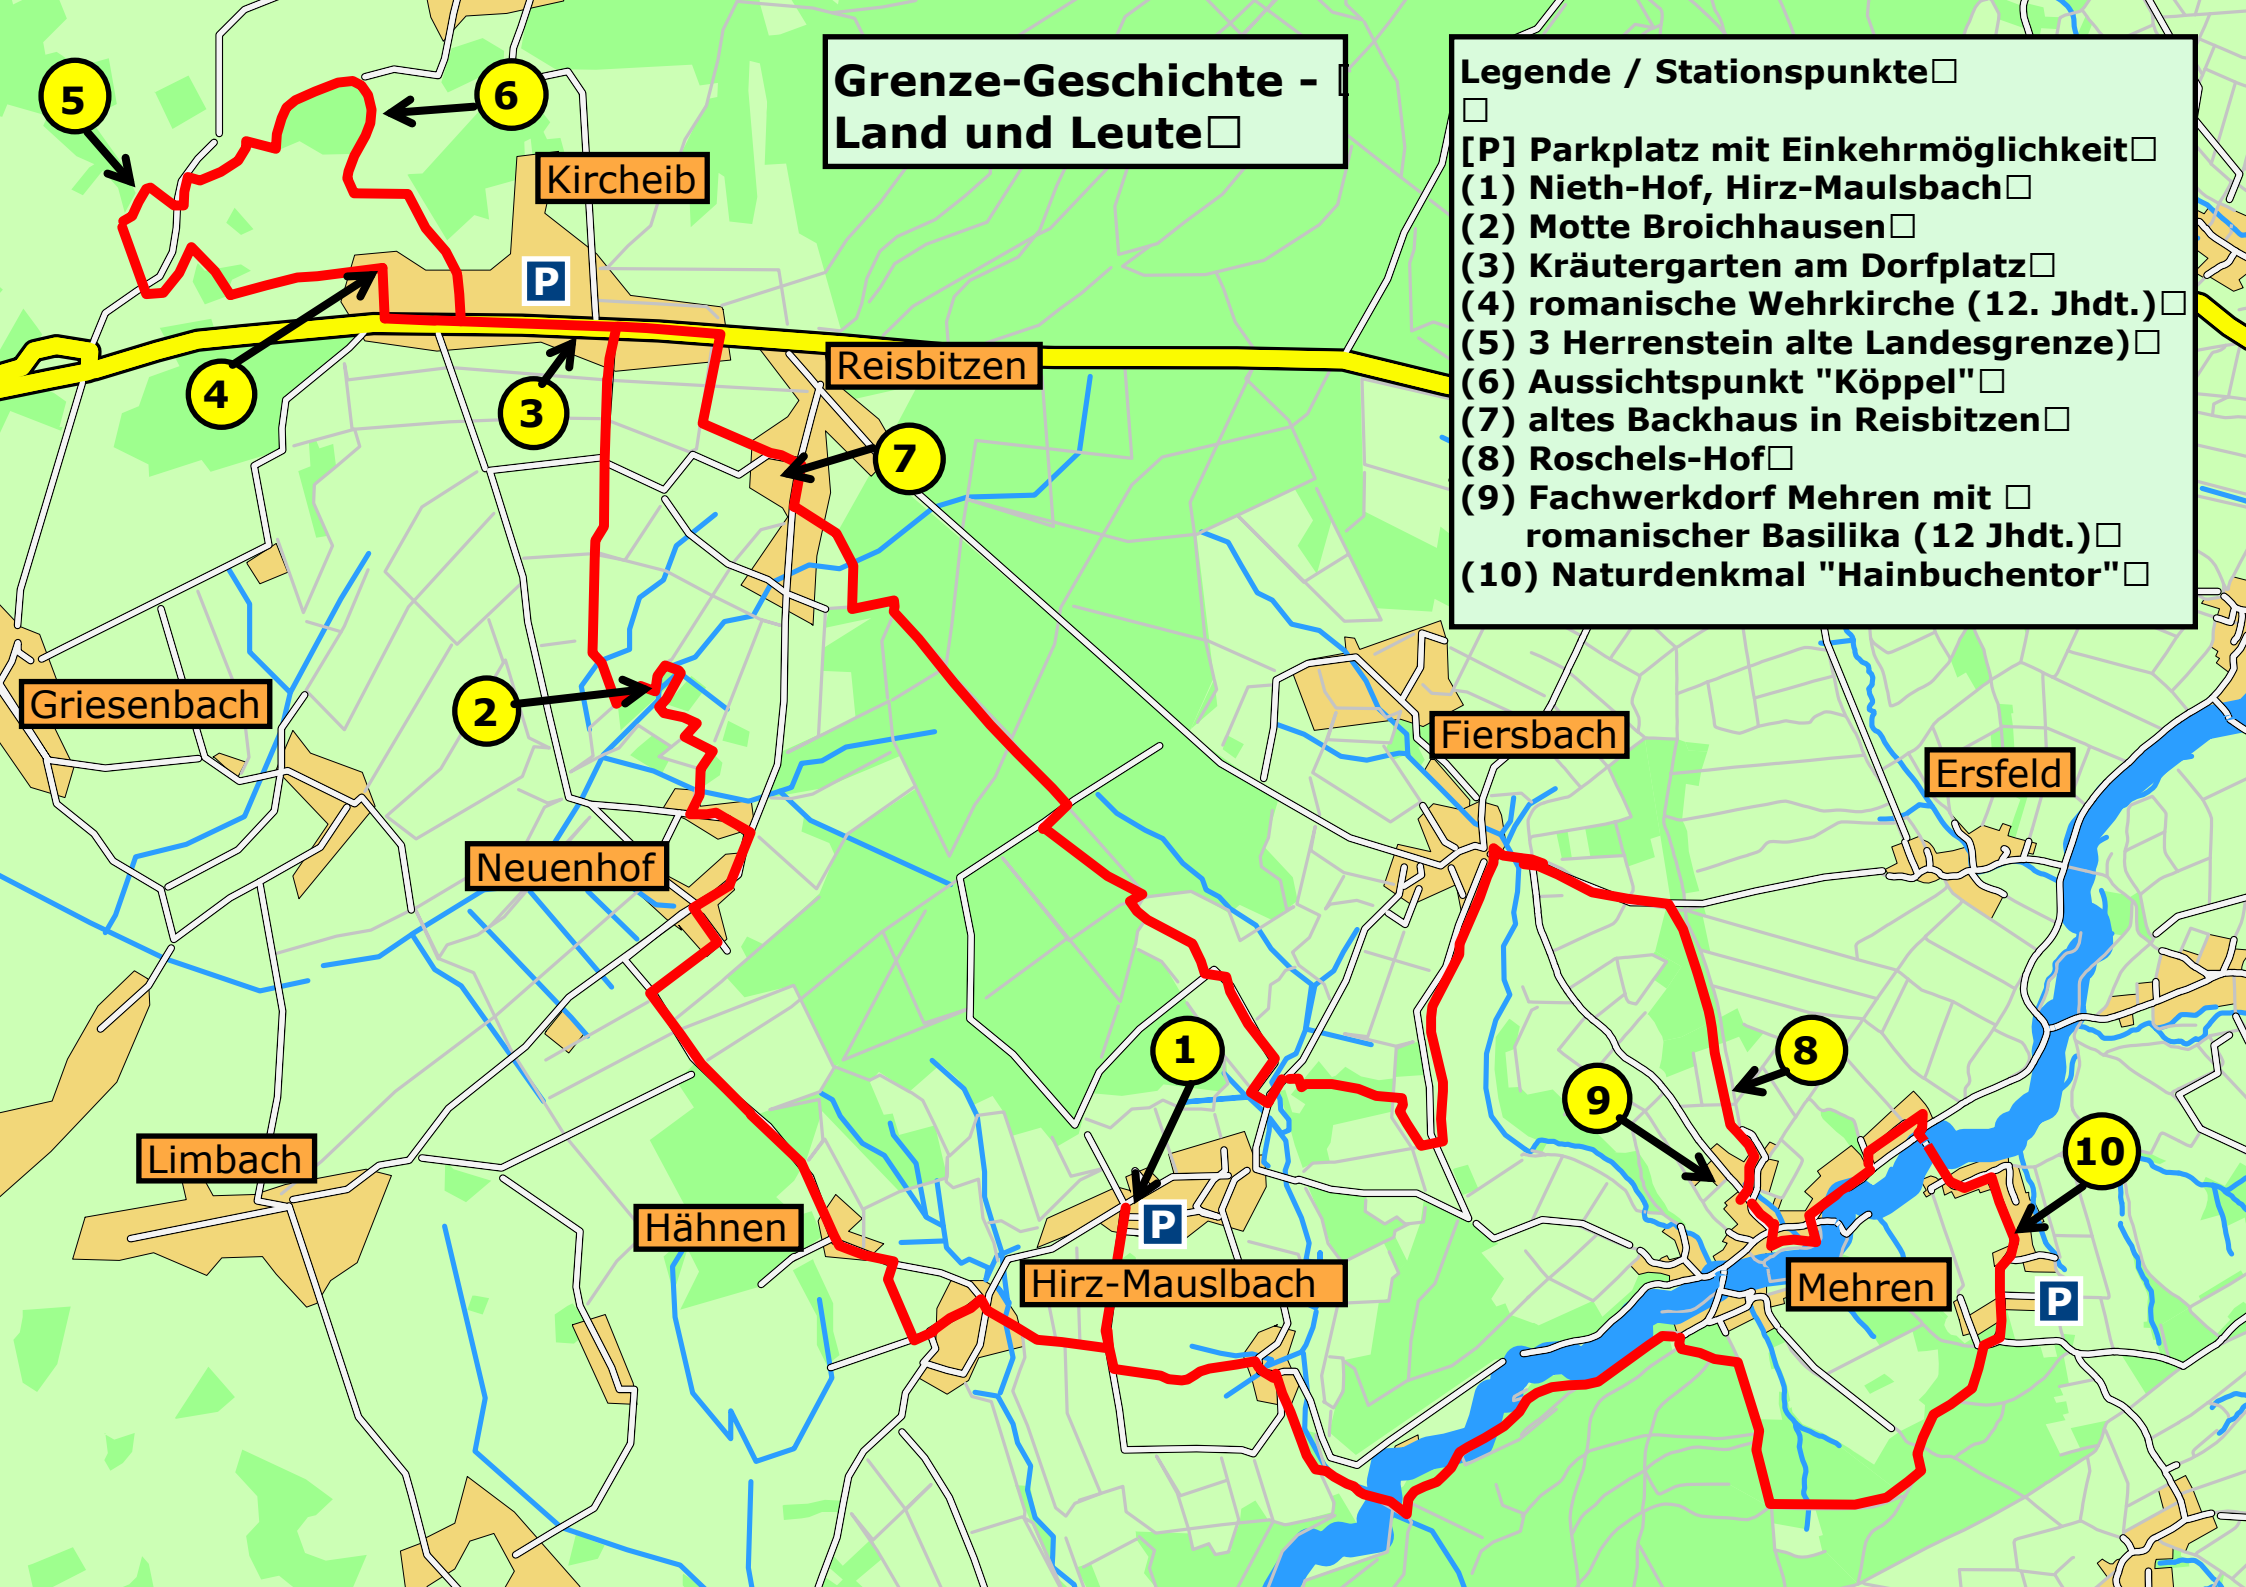 Grenze-Geschichte - □
Land und Leute□
Legende / Stationspunkte□
□
[P] Parkplatz mit Einkehrmöglichkeit□
(1) Nieth-Hof, Hirz-Maulsbach□
(2) Motte Broichhausen□
(3) Kräutergarten am Dorfplatz□
(4) romanische Wehrkirche (12. Jhdt.)□
(5) 3 Herrenstein alte Landesgrenze)□
(6) Aussichtspunkt "Köppel"□
(7) altes Backhaus in Reisbitzen□
(8) Roschels-Hof□
(9) Fachwerkdorf Mehren mit □
romanischer Basilika (12 Jhdt.)□
(10) Naturdenkmal "Hainbuchentor"□
5
6
Kircheib
P
4
3
Reisbitzen
7
2
Griesenbach
Fiersbach
Ersfeld
Neuenhof
1
8
9
10
Limbach
Hähnen
P
Hirz-Mauslbach
Mehren
P